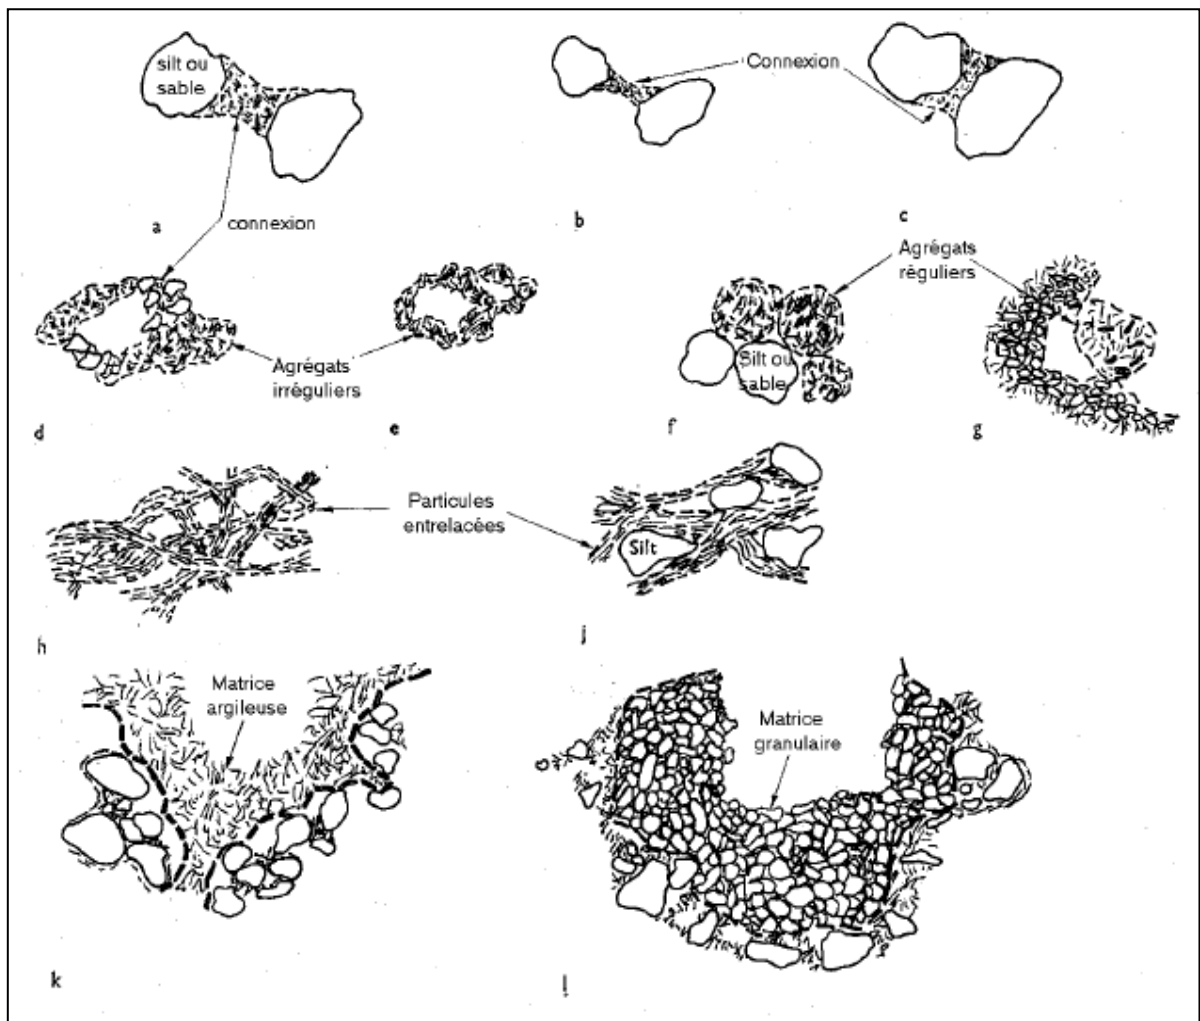 silt ou
sable
Connexion
a
connexion
b
c
Agrégats
réguliers
Agrégats
irréguliers
Silt ou
sable
d
e
f
g
Particules
entrelacées
Silt
h
j
Matrice
argileuse
Matrice
granulaire
k
l